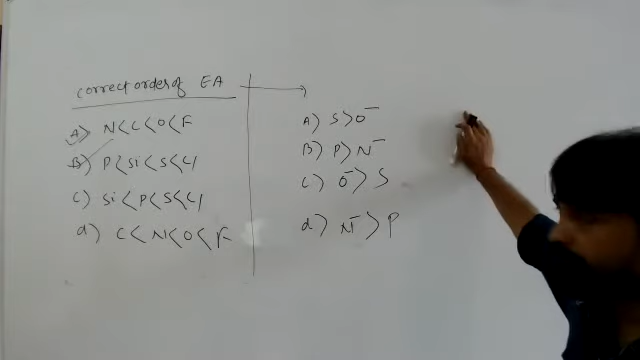 correct order of EA
A) N<C<O<F
B) P<Si<S<Cl
C) Si<P<S<Cl
d) C<N<O<F
A) S>O⁻
B) P>N⁻
C) O⁻>S
d) N⁻>P